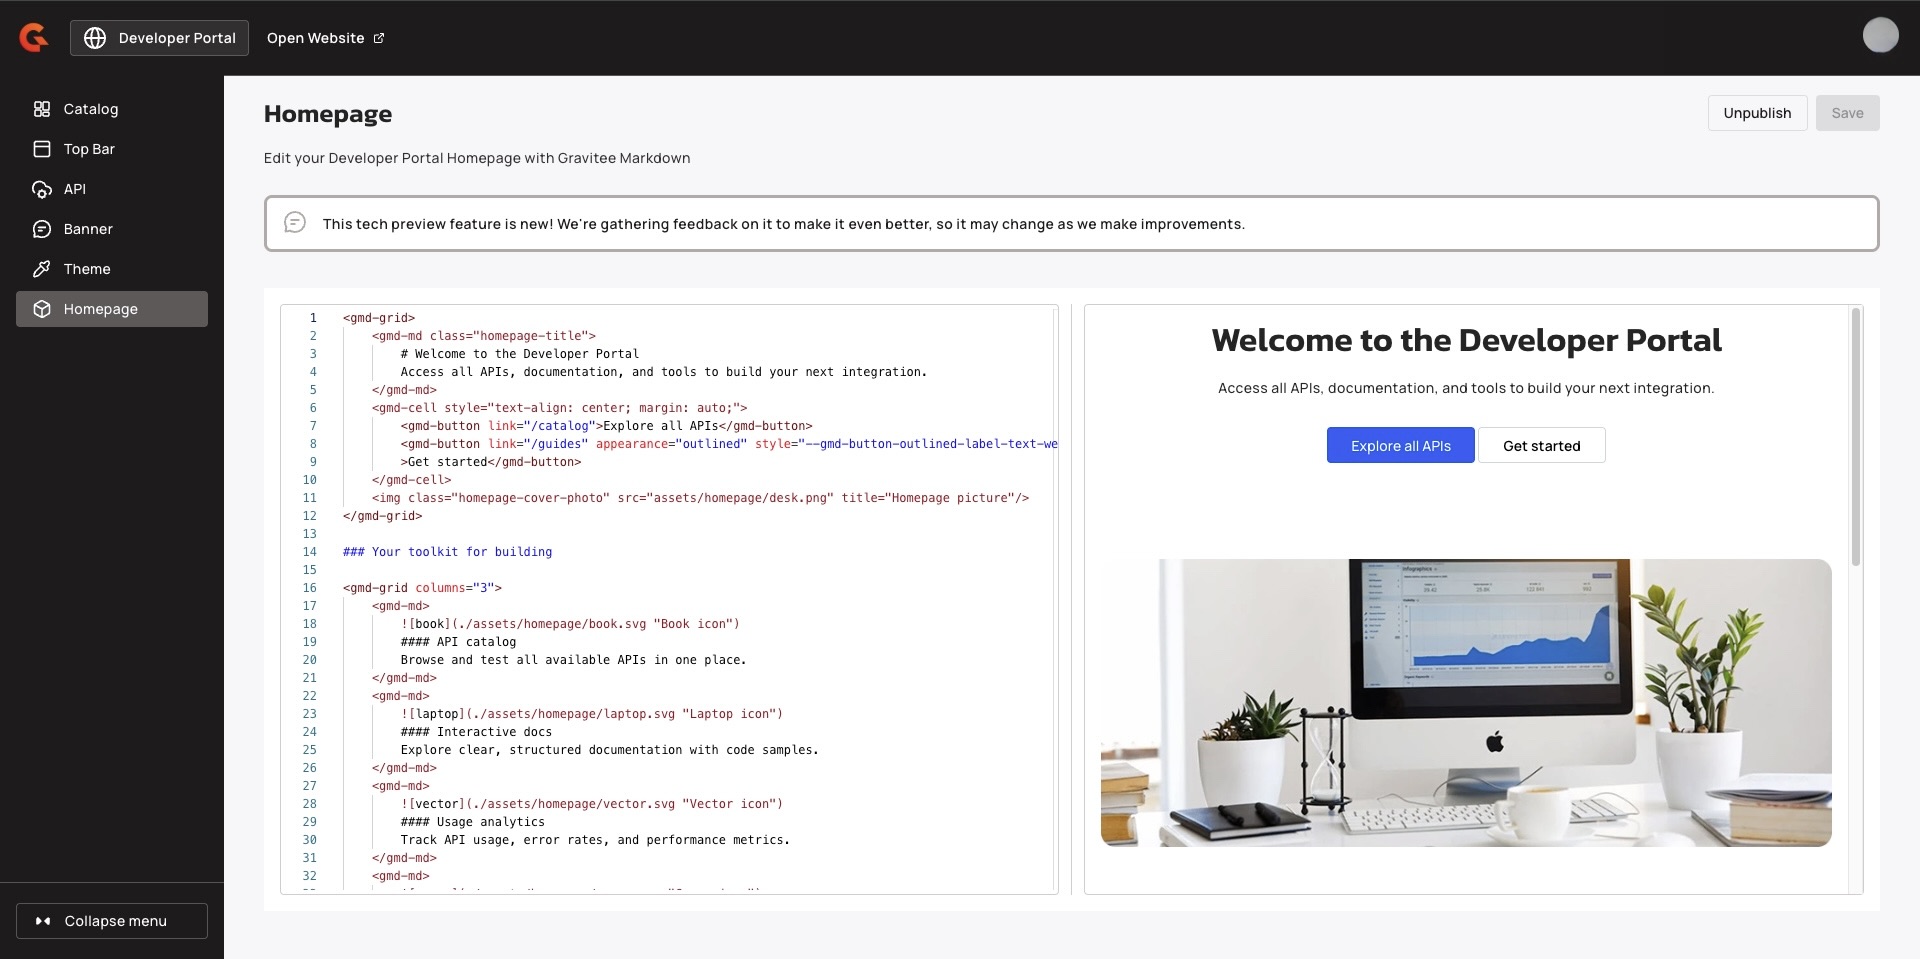 Developer Portal
Open Website
Catalog
Top Bar
API
Banner
Theme
Homepage
Collapse menu
Homepage
Unpublish
Save
Edit your Developer Portal Homepage with Gravitee Markdown
This tech preview feature is new! We're gathering feedback on it to make it even better, so it may change as we make improvements.
1 <gmd-grid>
2 <gmd-md class="homepage-title">
3 # Welcome to the Developer Portal
4 Access all APIs, documentation, and tools to build your next integration.
5 </gmd-md>
6 <gmd-cell style="text-align: center; margin: auto;">
7 <gmd-button link="/catalog">Explore all APIs</gmd-button>
8 <gmd-button link="/guides" appearance="outlined" style="--gmd-button-outlined-label-text-we
9 >Get started</gmd-button>
10 </gmd-cell>
11 <img class="homepage-cover-photo" src="assets/homepage/desk.png" title="Homepage picture"/>
12 </gmd-grid>
13
14 ### Your toolkit for building
15
16 <gmd-grid columns="3">
17 <gmd-md>
18 ![book](./assets/homepage/book.svg "Book icon")
19 #### API catalog
20 Browse and test all available APIs in one place.
21 </gmd-md>
22 <gmd-md>
23 ![laptop](./assets/homepage/laptop.svg "Laptop icon")
24 #### Interactive docs
25 Explore clear, structured documentation with code samples.
26 </gmd-md>
27 <gmd-md>
28 ![vector](./assets/homepage/vector.svg "Vector icon")
29 #### Usage analytics
30 Track API usage, error rates, and performance metrics.
31 </gmd-md>
32 <gmd-md>
Welcome to the Developer Portal
Access all APIs, documentation, and tools to build your next integration.
Explore all APIs
Get started
Infographics